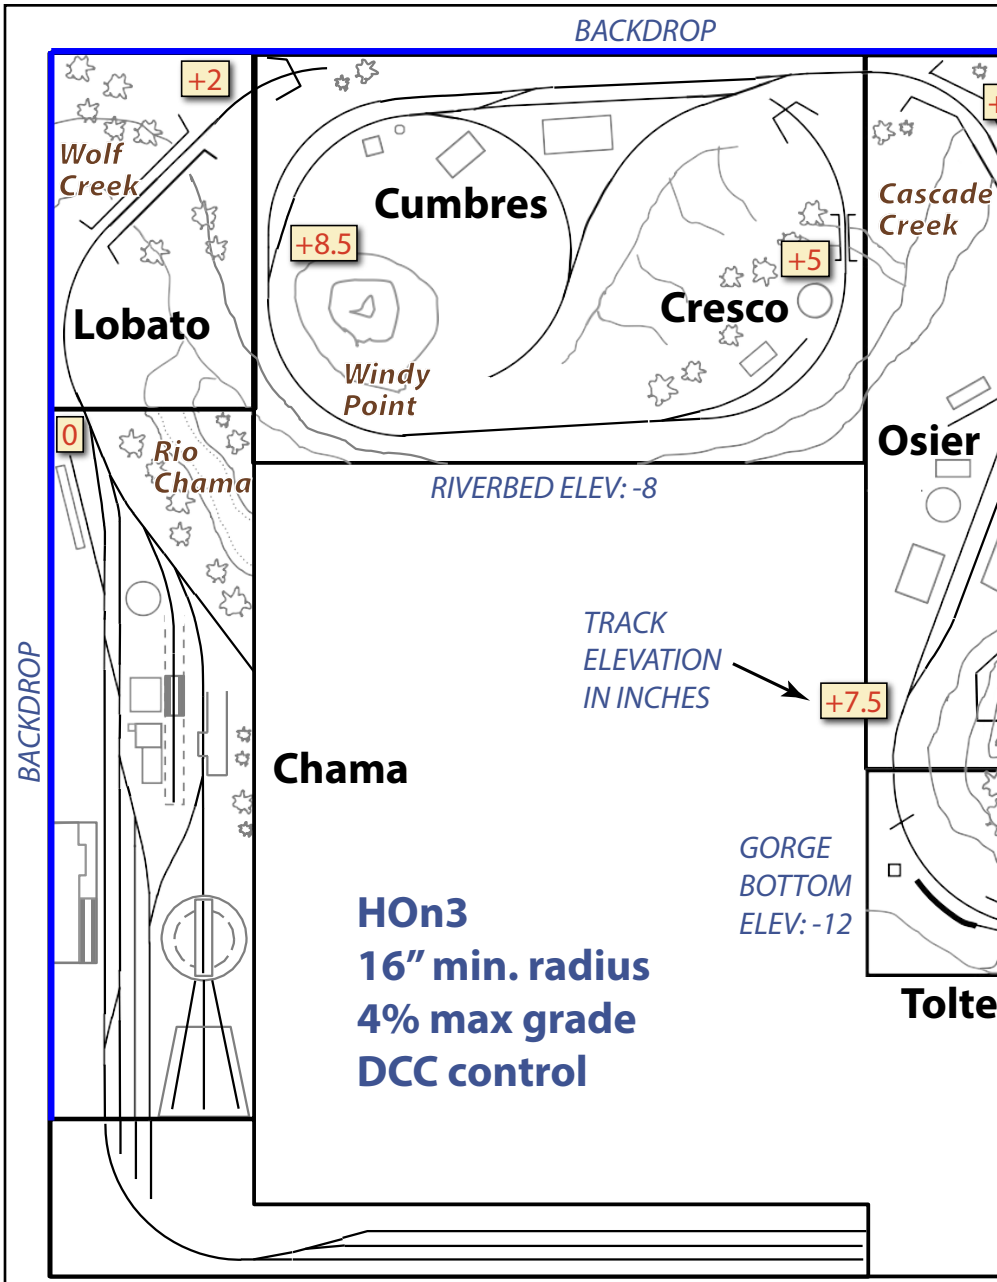 BACKDROP
+2
+
Wolf
Creek
Cumbres
Cascade
Creek
+8.5
+5
Lobato
Cresco
Windy
Point
0
Rio
Chama
Osier
RIVERBED ELEV: -8
TRACK
ELEVATION
IN INCHES
+7.5
BACKDROP
Chama
GORGE
BOTTOM
ELEV: -12
HOn3
16” min. radius
4% max grade
DCC control
Tolte